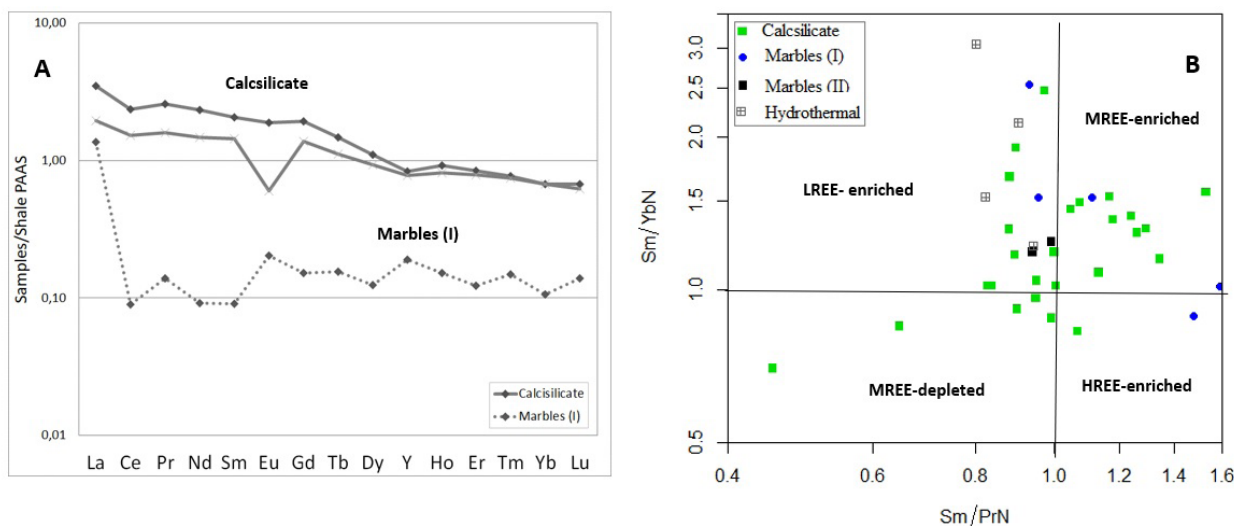 10,00
A
Calcsilicate
Samples/Shale PAAS
1,00
Marbles (I)
0,10
Calcisilicate
Marbles (I)
0,01
La Ce Pr Nd Sm Eu Gd Tb Dy Y Ho Er Tm Yb Lu
Calcsilicate
Marbles (I)
Marbles (II)
Hydrothermal
B
MREE-enriched
LREE- enriched
MREE-depleted
HREE-enriched
Sm/YbN
3.0
2.5
2.0
1.5
1.0
0.5
0.4 0.6 0.8 1.0 1.2 1.4 1.6
Sm/PrN